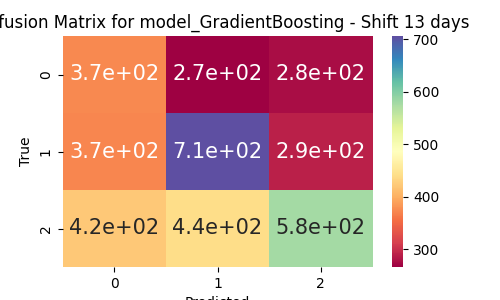 fusion Matrix for model_GradientBoosting - Shift 13 days
0 3.7e+02 2.7e+02 2.8e+02
1 3.7e+02 7.1e+02 2.9e+02
2 4.2e+02 4.4e+02 5.8e+02
True
0 1 2
Predicted
700
600
500
400
300